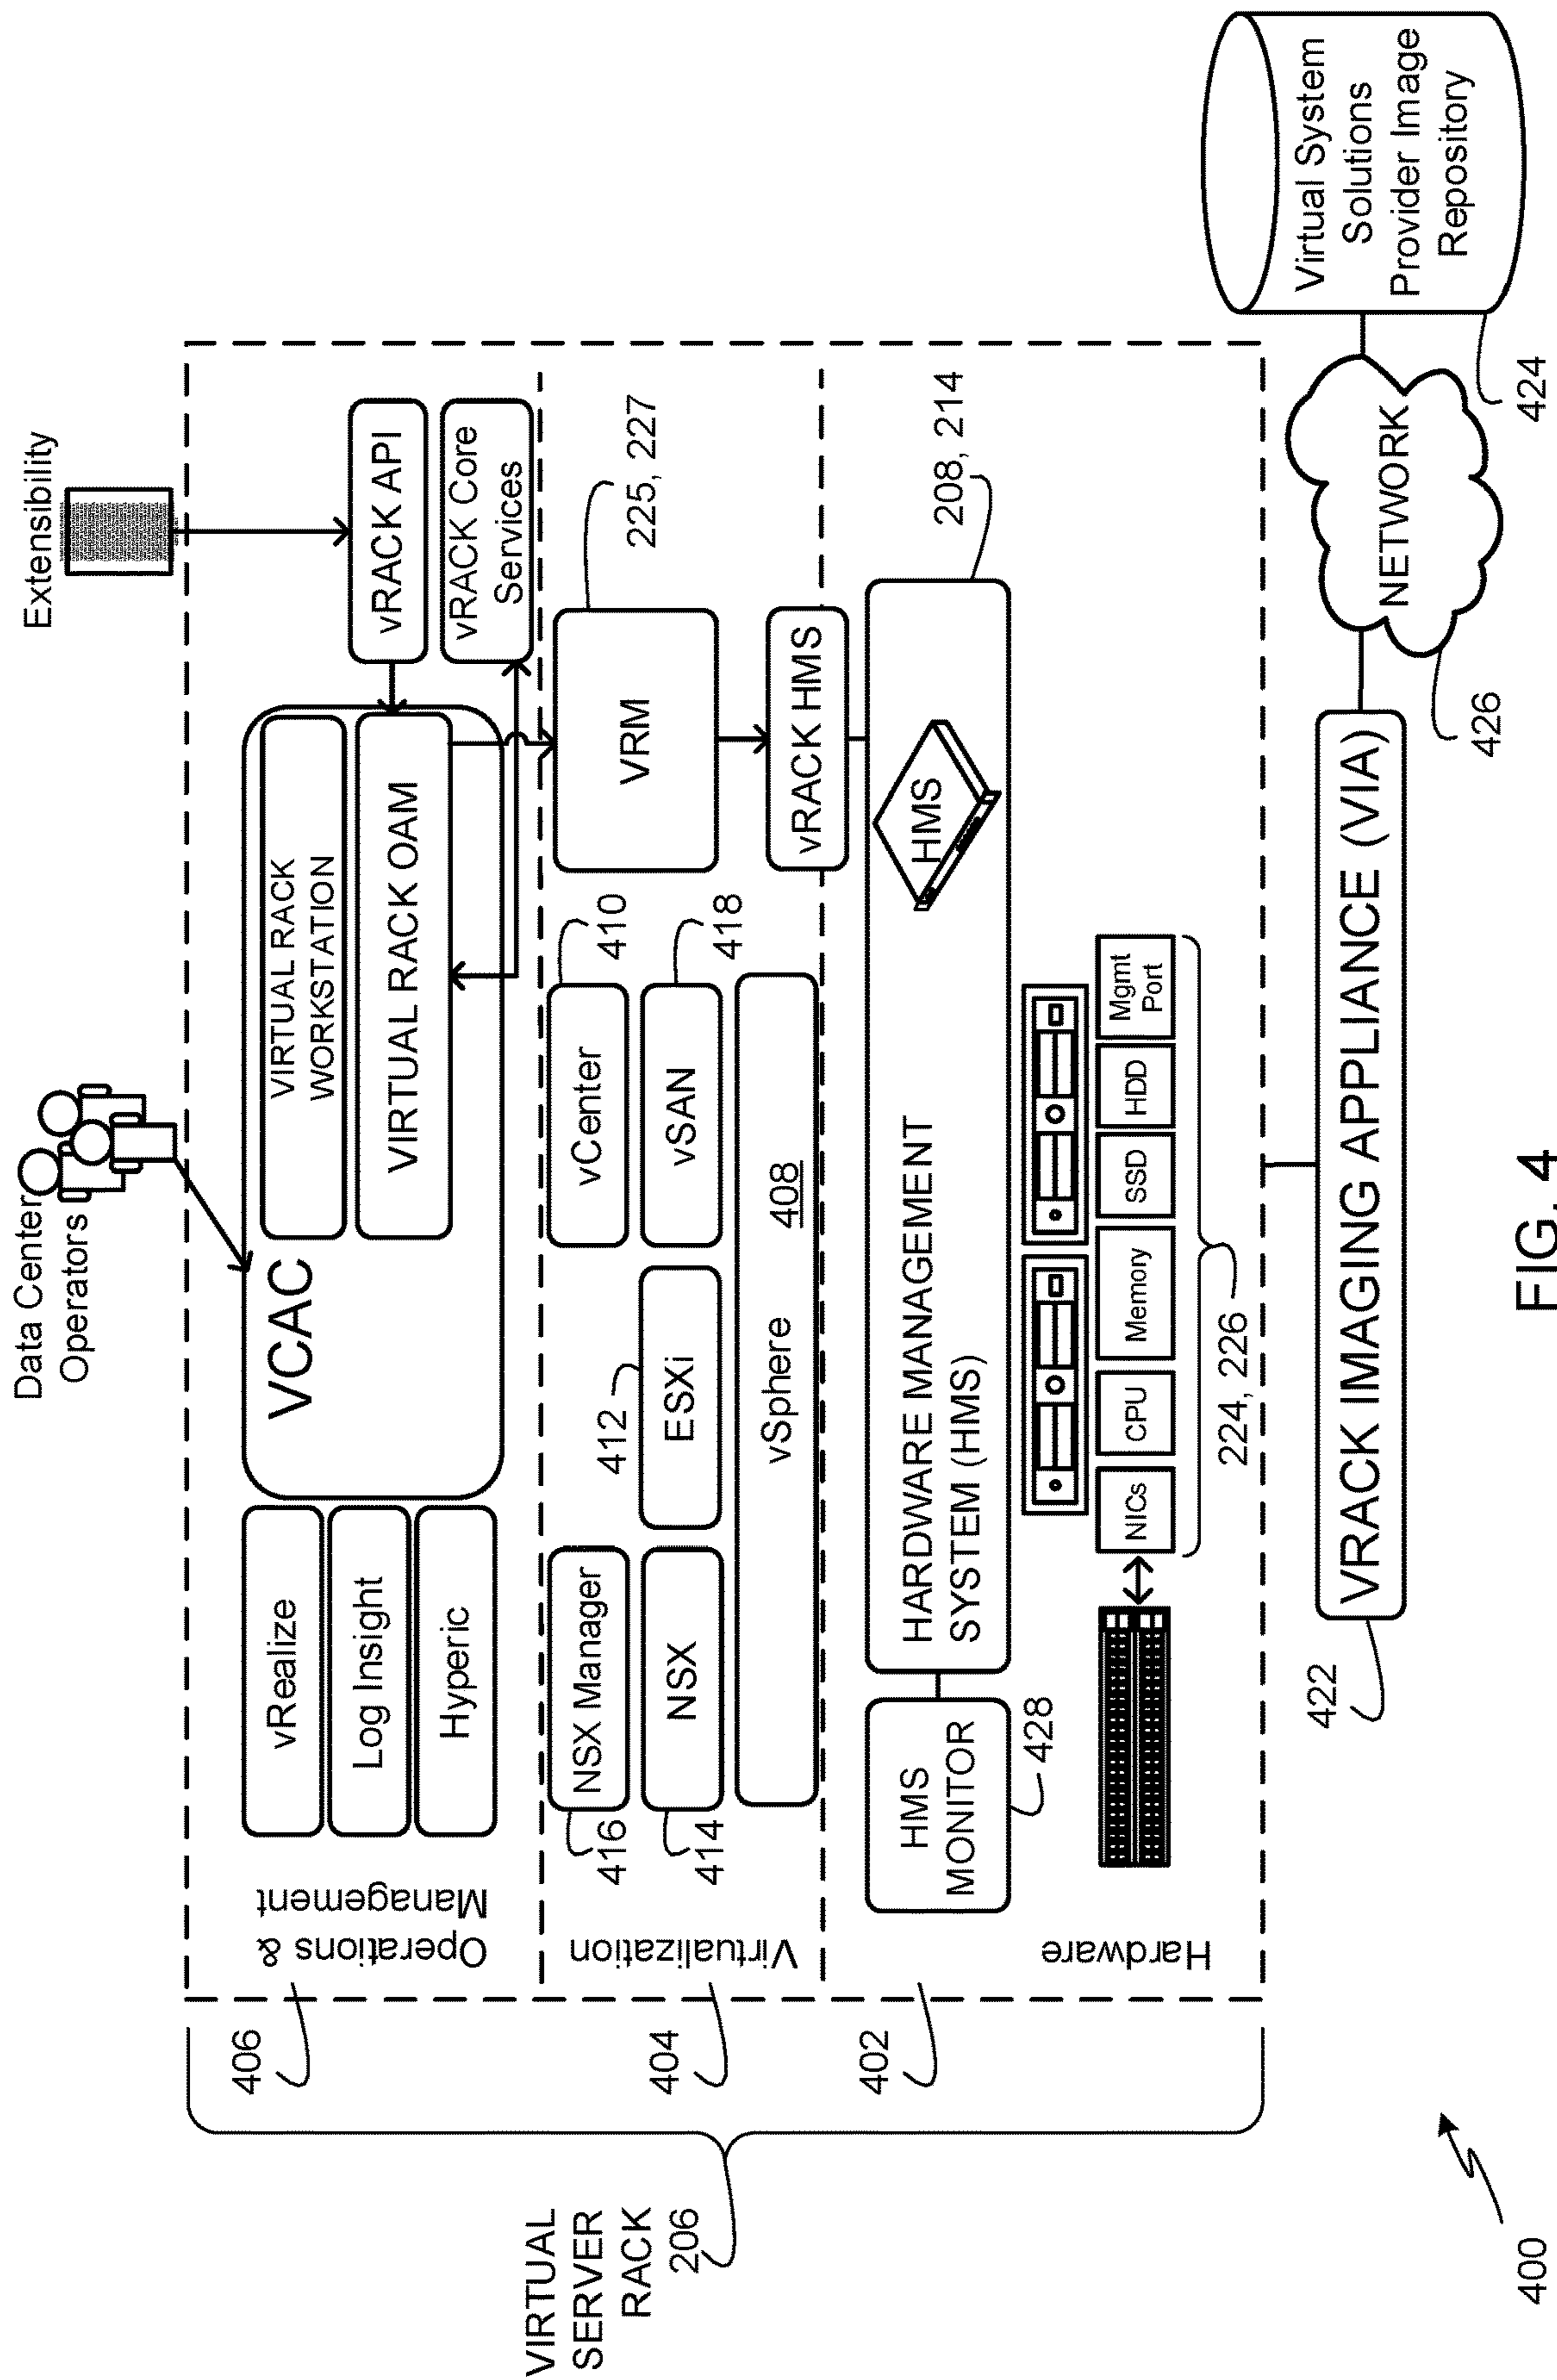 Data Center
Operators
Extensibility
VIRTUAL
SERVER
RACK
206
406
Operations &
Management
vRealize
Log Insight
Hyperic
VCAC
VIRTUAL RACK
WORKSTATION
VIRTUAL RACK OAM
vRACK API
vRACK Core
Services
404
Virtualization
416
NSX Manager
414
NSX
412
ESXi
vCenter
410
vSAN
418
vSphere
408
VRM
225, 227
vRACK HMS
402
Hardware
HMS
MONITOR
428
HARDWARE MANAGEMENT
SYSTEM (HMS)
HMS
208, 214
NICs
CPU
Memory
SSD
HDD
Mgmt
Port
224, 226
422
VRACK IMAGING APPLIANCE (VIA)
NETWORK
426
Virtual System
Solutions
Provider Image
Repository
424
400
FIG. 4